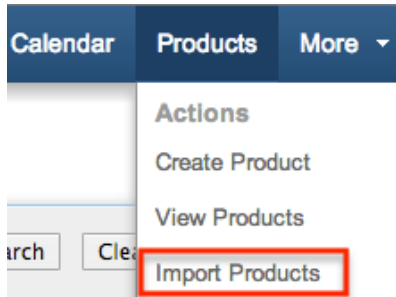 Calendar Products More
Actions
Create Product
View Products
arch Clea
Import Products